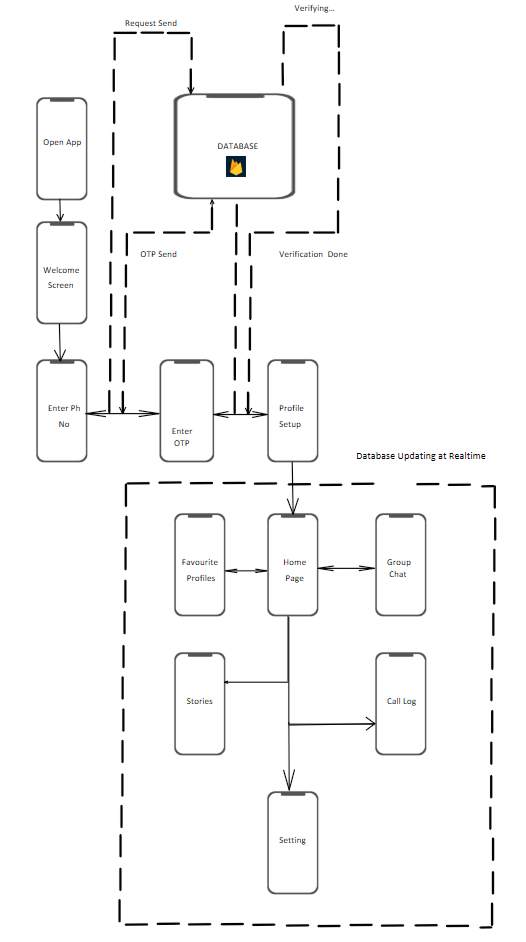 Verifying...
Request Send
Open App
DATABASE
Welcome
Screen
OTP Send
Verification Done
Enter Ph
No
Enter
OTP
Profile
Setup
Database Updating at Realtime
Favourite
Profiles
Home
Page
Group
Chat
Stories
Call Log
Setting